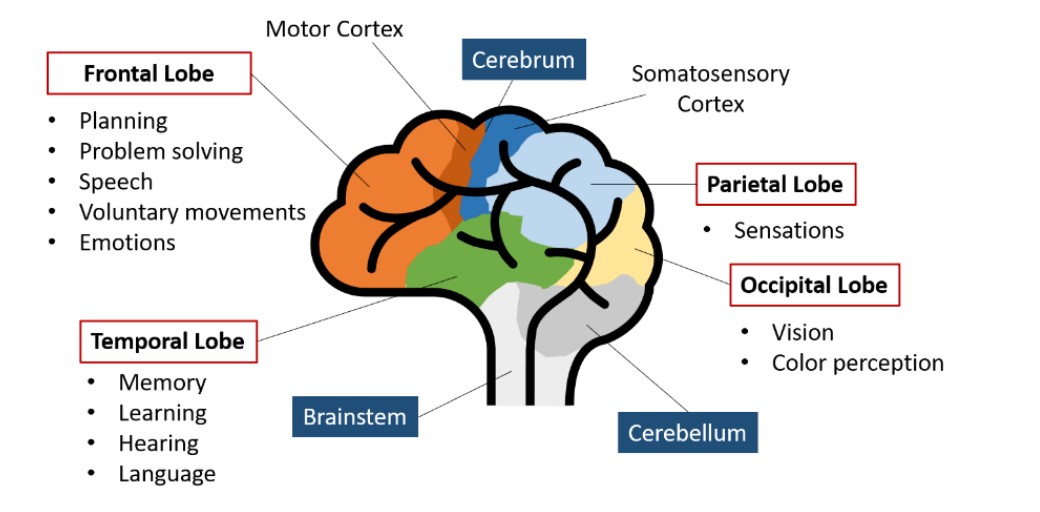 Motor Cortex
Cerebrum
Frontal Lobe
• Planning
• Problem solving
• Speech
• Voluntary movements
• Emotions
Somatosensory
Cortex
Parietal Lobe
• Sensations
Occipital Lobe
• Vision
• Color perception
Temporal Lobe
• Memory
• Learning
• Hearing
• Language
Brainstem
Cerebellum